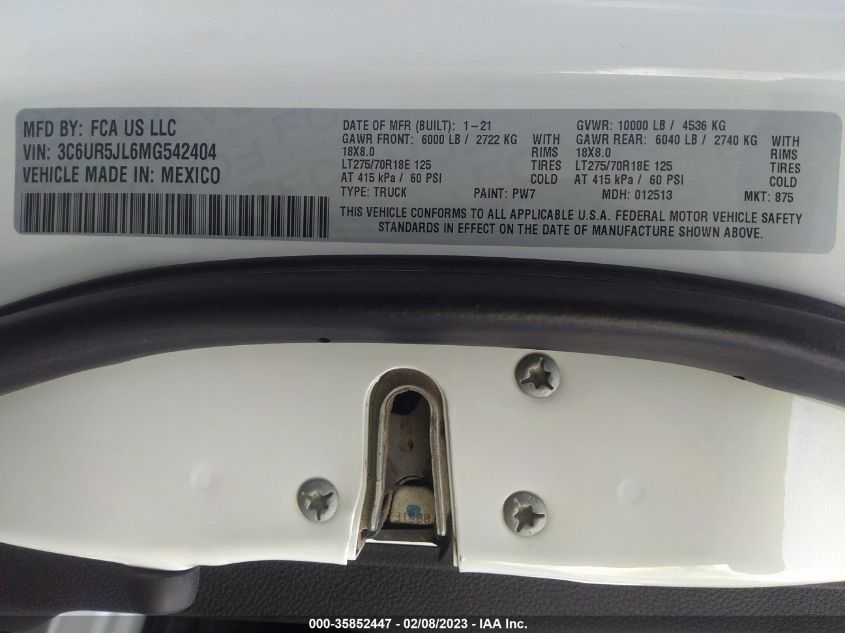 MFD BY: FCA US LLC
VIN: 3C6UR5JL6MG542404
VEHICLE MADE IN: MEXICO
DATE OF MFR (BUILT): 1-21
GAWR FRONT: 6000 LB / 2722 KG WITH
18X8.0 RIMS
LT275/70R18E 125 TIRES
AT 415 kPa / 60 PSI COLD
TYPE: TRUCK PAINT: PW7
GVWR: 10000 LB / 4536 KG
GAWR REAR: 6040 LB / 2740 KG WITH
18X8.0 RIMS
LT275/70R18E 125 TIRES
AT 415 kPa / 60 PSI COLD
MDH: 012513 MKT: 875
THIS VEHICLE CONFORMS TO ALL APPLICABLE U.S.A. FEDERAL MOTOR VEHICLE SAFETY
STANDARDS IN EFFECT ON THE DATE OF MANUFACTURE SHOWN ABOVE.
000-35852447 - 02/08/2023 - IAA Inc.